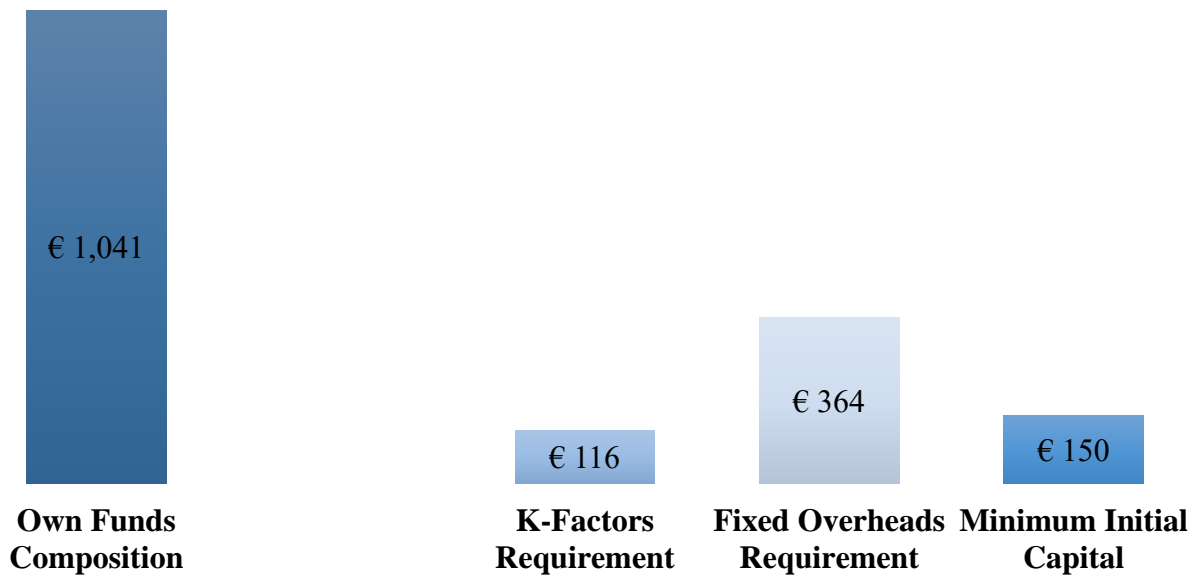 € 1,041
€ 116
€ 364
€ 150
Own Funds
Composition
K-Factors
Requirement
Fixed Overheads
Requirement
Minimum Initial
Capital